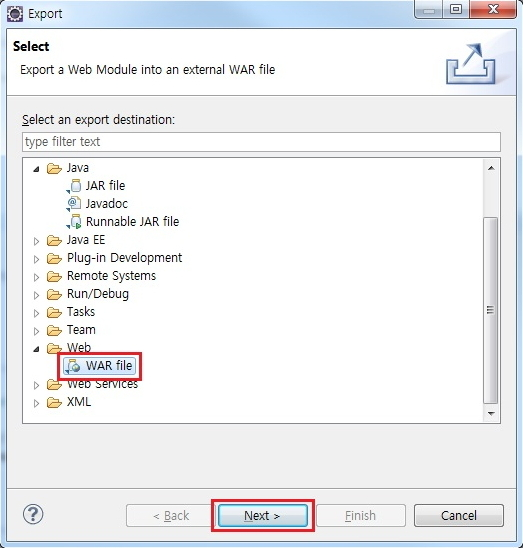 Export
Select
Export a Web Module into an external WAR file
Select an export destination:
type filter text
Java
JAR file
Javadoc
Runnable JAR file
Java EE
Plug-in Development
Remote Systems
Run/Debug
Tasks
Team
Web
WAR file
Web Services
XML
?
< Back
Next >
Finish
Cancel